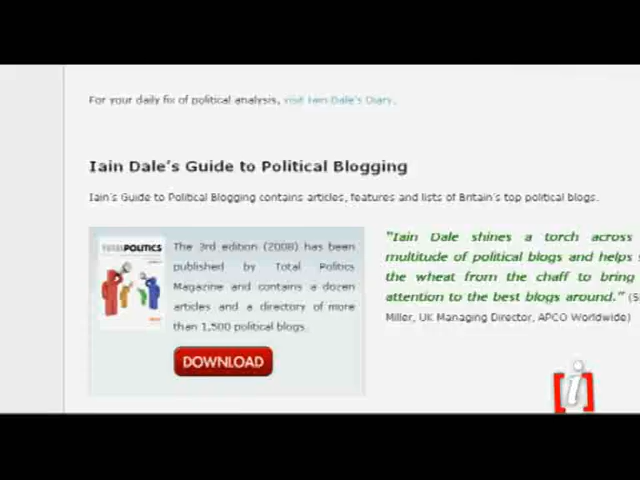 For your daily fix of political analysis, visit Iain Dale's Diary.
Iain Dale's Guide to Political Blogging
Iain's Guide to Political Blogging contains articles, features and lists of Britain's top political blogs.
TOTALPOLITICS
The 3rd edition (2008) has been
published by Total Politics
Magazine and contains a dozen
articles and a directory of more
than 1,500 political blogs.
DOWNLOAD
"Iain Dale shines a torch across
multitude of political blogs and helps
the wheat from the chaff to bring
attention to the best blogs around."
Miller, UK Managing Director, APCO Worldwide)
[i]